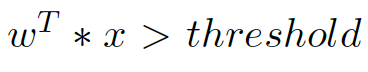 w^T * x > threshold